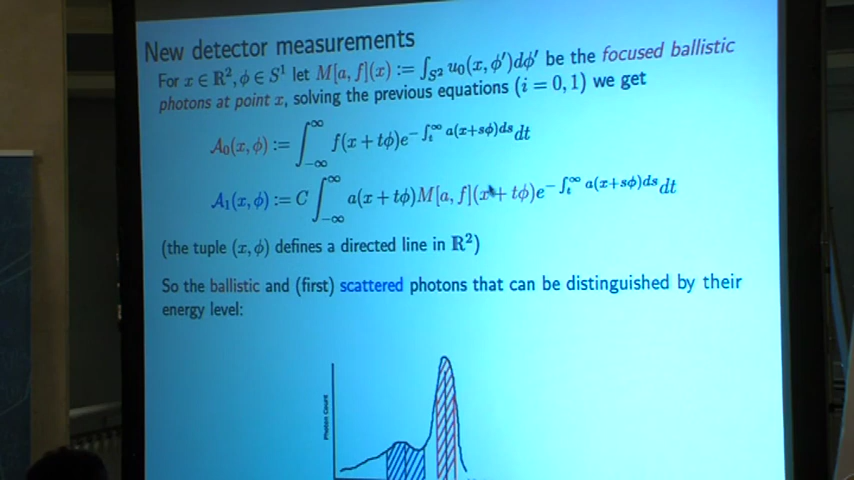 New detector measurements
For x ∈ ℝ², ϕ ∈ S¹ let M[a, f](x) := ∫_{S²} u₀(x, ϕ′)dϕ′ be the focused ballistic
photons at point x, solving the previous equations (i = 0, 1) we get
A₀(x, ϕ) := ∫_{-∞}^{∞} f(x + tϕ)e^{-∫_t^∞ a(x+sϕ)ds} dt
A₁(x, ϕ) := C ∫_{-∞}^{∞} a(x + tϕ)M[a, f](x + tϕ)e^{-∫_t^∞ a(x+sϕ)ds} dt
(the tuple (x, ϕ) defines a directed line in ℝ²)
So the ballistic and (first) scattered photons that can be distinguished by their
energy level:
Photon Count